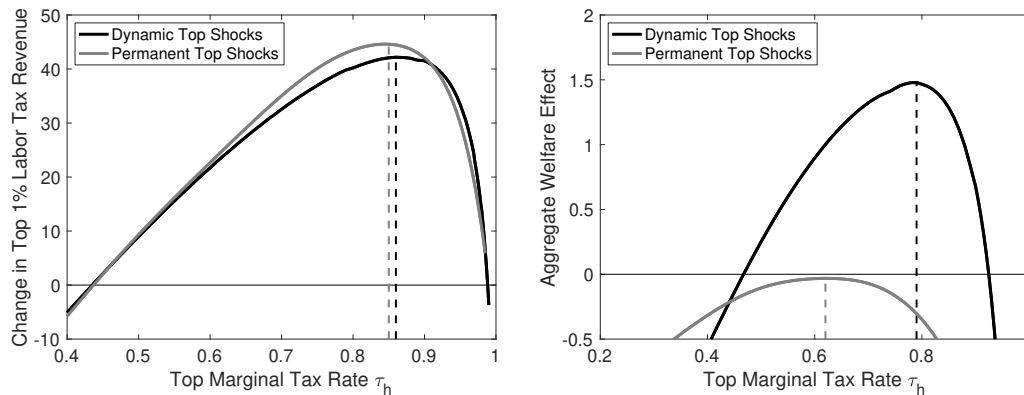 Change in Top 1% Labor Tax Revenue
50
40
30
20
10
0
-10
Dynamic Top Shocks
Permanent Top Shocks
0.4 0.5 0.6 0.7 0.8 0.9 1
Top Marginal Tax Rate τh
Aggregate Welfare Effect
2
1.5
1
0.5
0
-0.5
Dynamic Top Shocks
Permanent Top Shocks
0.2 0.4 0.6 0.8
Top Marginal Tax Rate τh